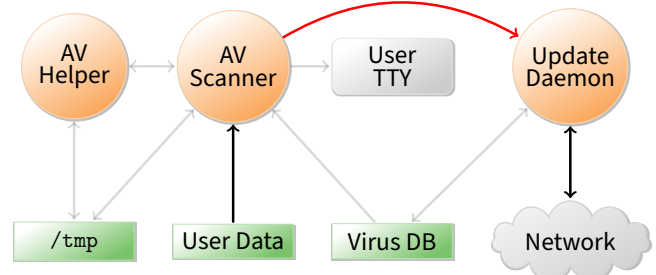 AV
Helper
AV
Scanner
User
TTY
Update
Daemon
/tmp
User Data
Virus DB
Network